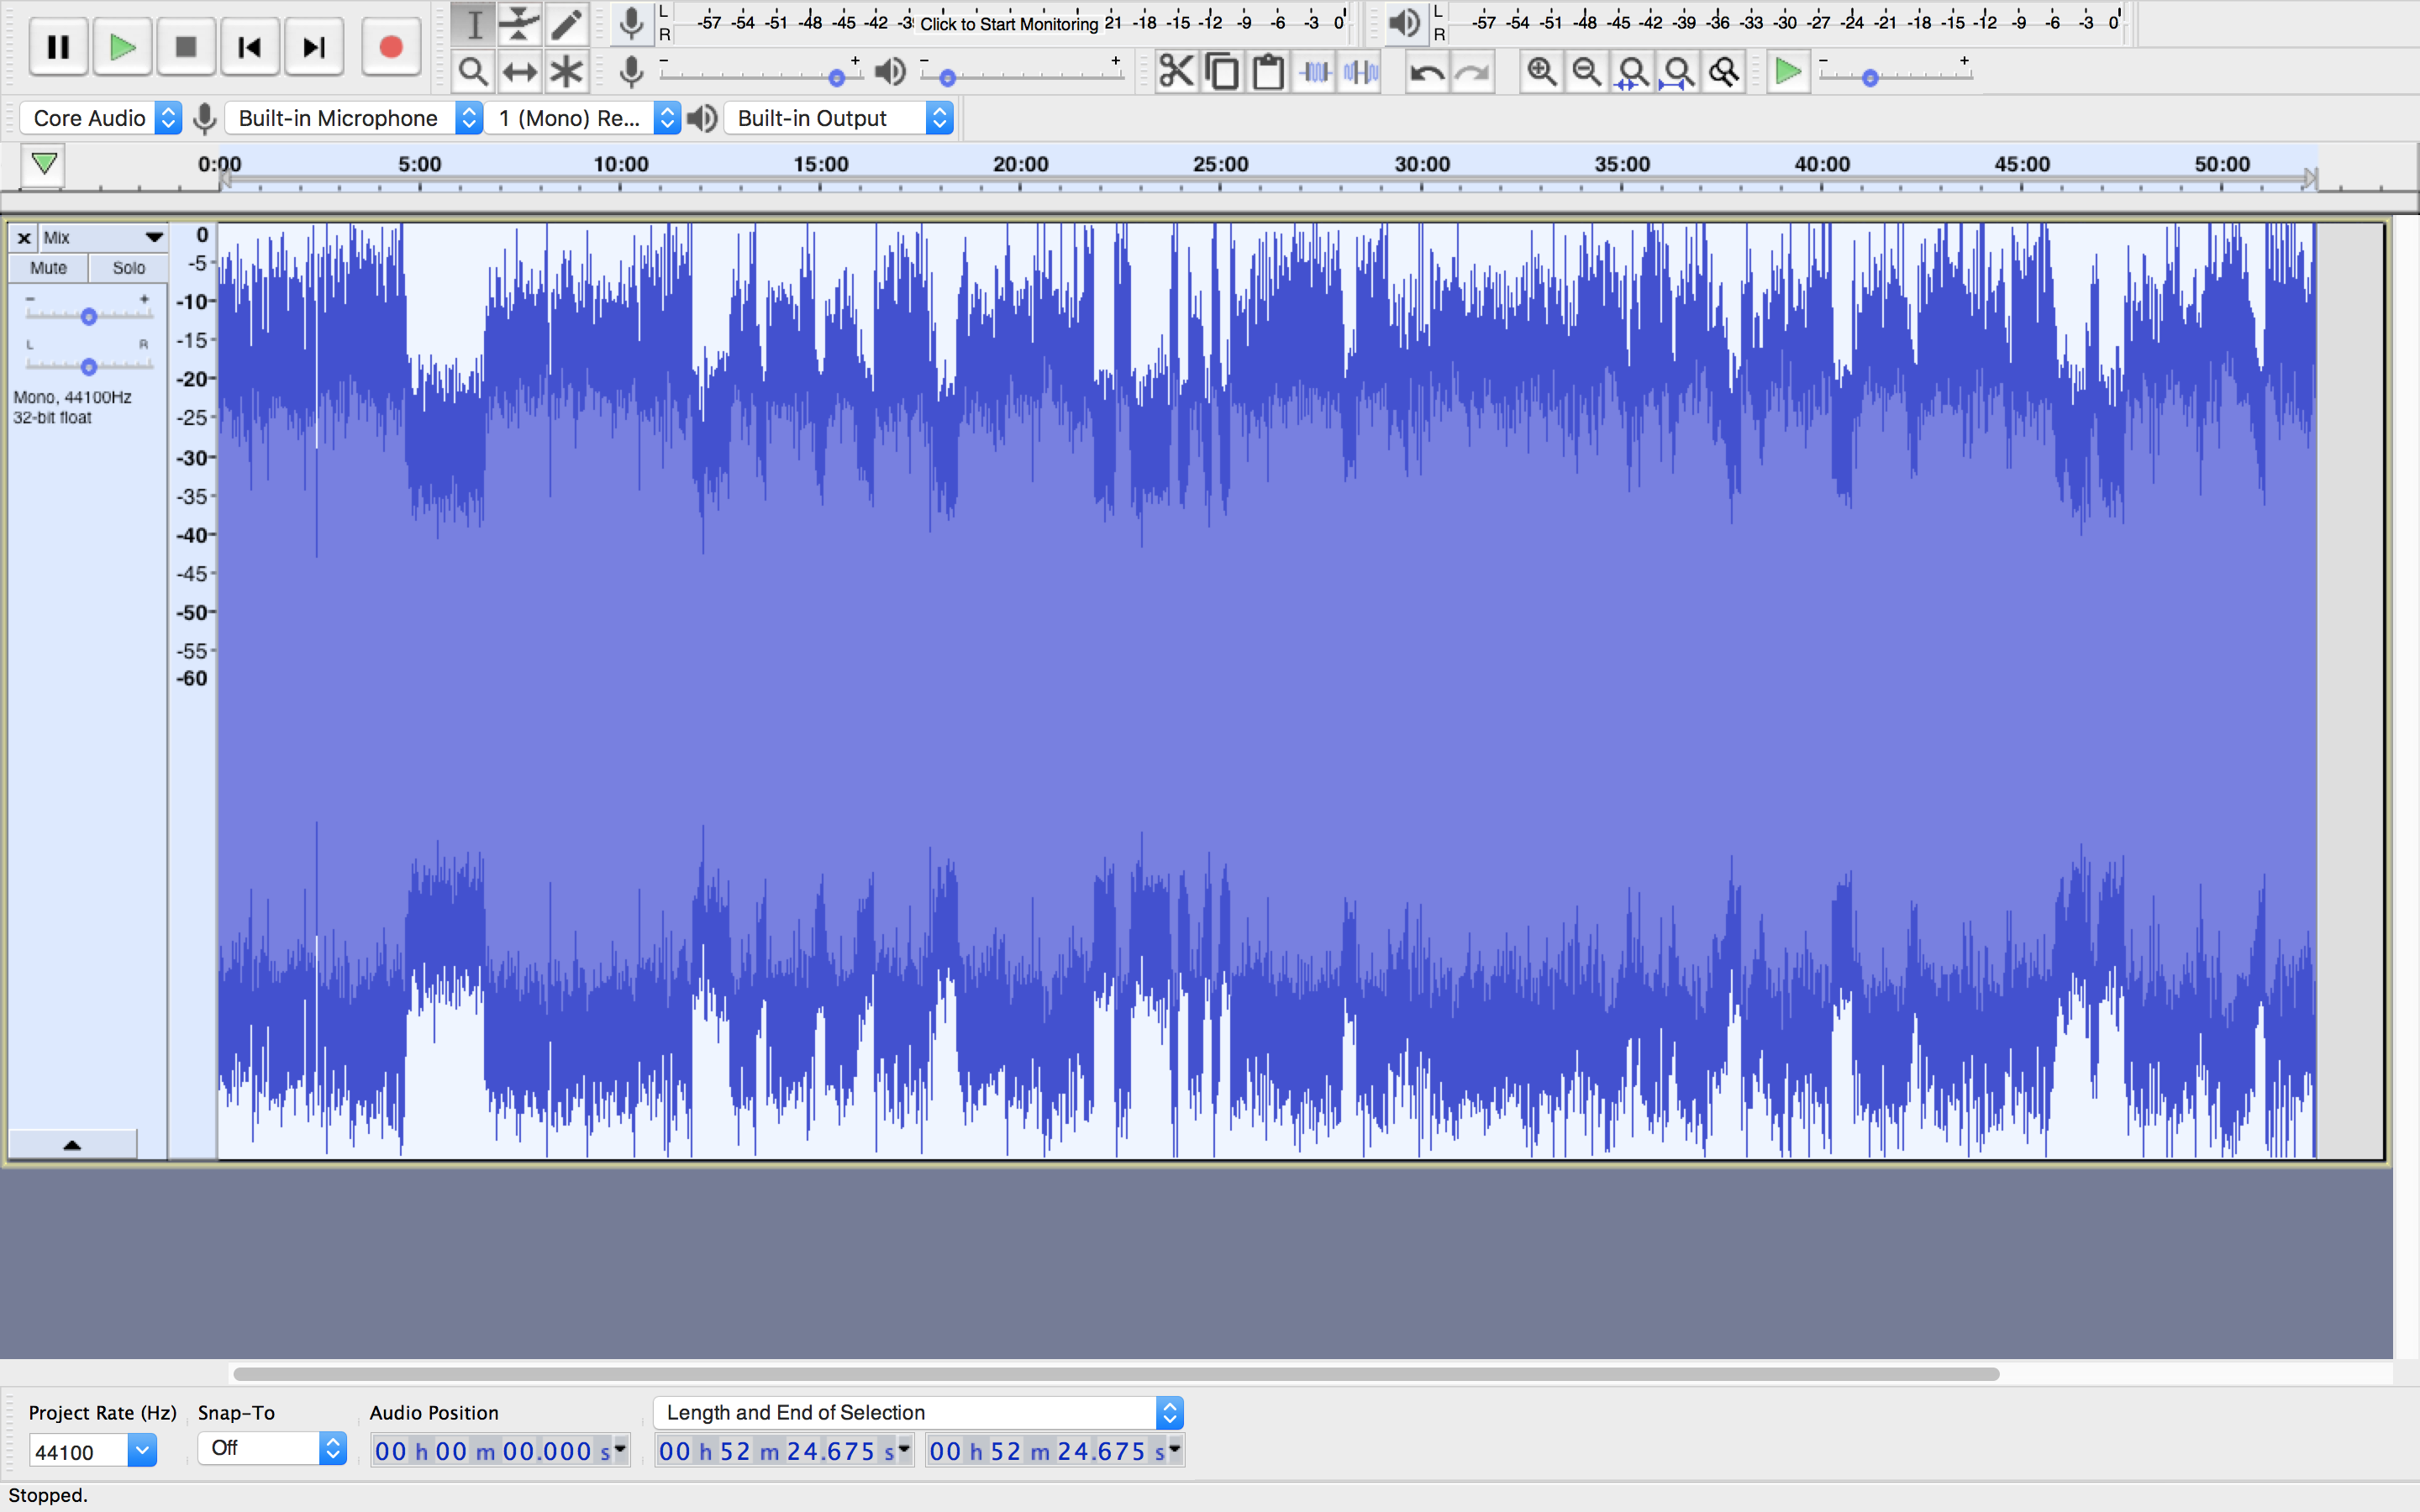 L
R
-57 -54 -51 -48 -45 -42 -3 Click to Start Monitoring 21 -18 -15 -12 -9 -6 -3 0
L
R
-57 -54 -51 -48 -45 -42 -39 -36 -33 -30 -27 -24 -21 -18 -15 -12 -9 -6 -3 0
- + - + - +
Core Audio Built-in Microphone 1 (Mono) Re... Built-in Output
0:00 5:00 10:00 15:00 20:00 25:00 30:00 35:00 40:00 45:00 50:00
x Mix
Mute Solo
- +
L R
Mono, 44100Hz
32-bit float
0
-5
-10
-15
-20
-25
-30
-35
-40
-45
-50
-55
-60
Project Rate (Hz) Snap-To Audio Position Length and End of Selection
44100 Off 00 h 00 m 00.000 s 00 h 52 m 24.675 s 00 h 52 m 24.675 s
Stopped.